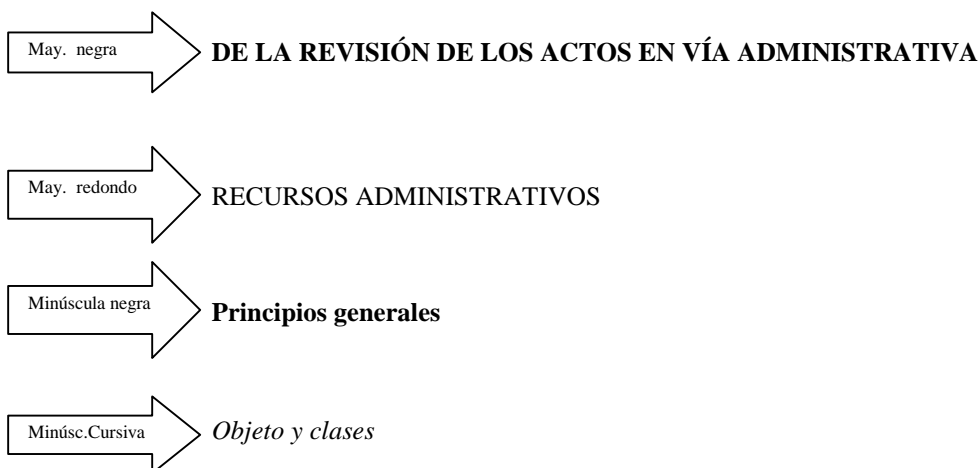 May. negra DE LA REVISIÓN DE LOS ACTOS EN VÍA ADMINISTRATIVA
May. redondo RECURSOS ADMINISTRATIVOS
Minúscula negra Principios generales
Minúsc.Cursiva Objeto y clases